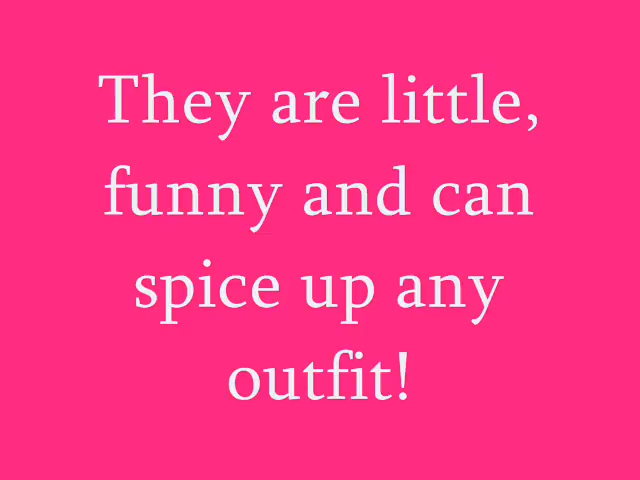 They are little,
funny and can
spice up any
outfit!